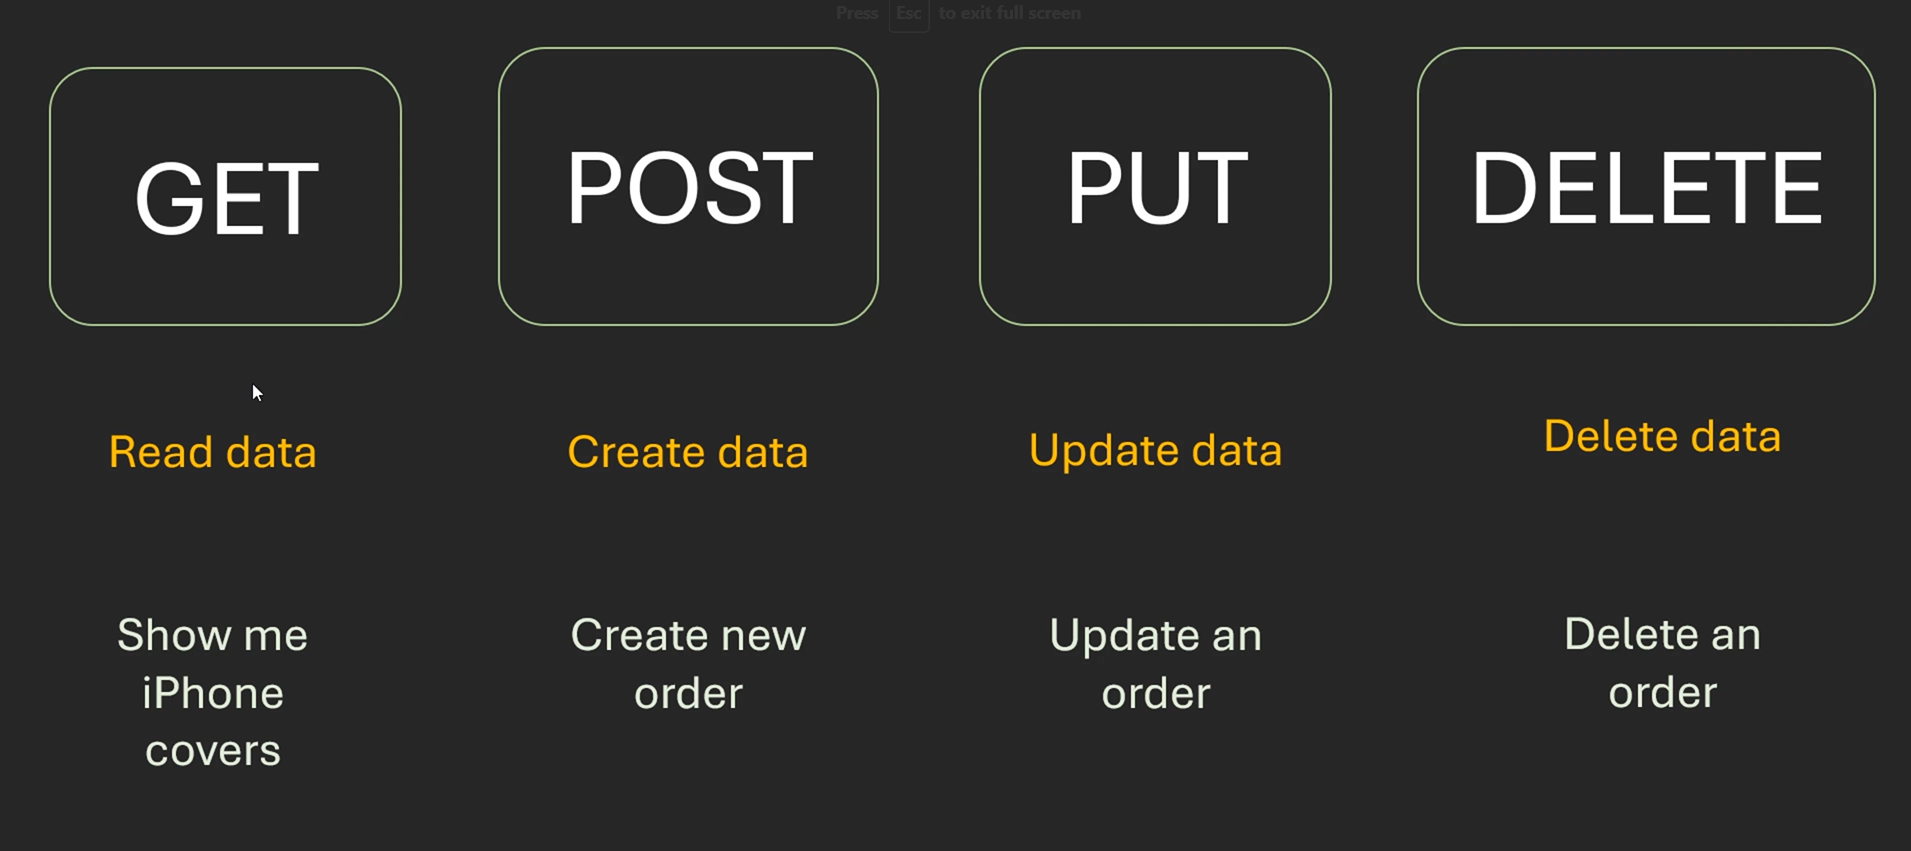 Press Esc to exit full screen
GET
POST
PUT
DELETE
Read data
Create data
Update data
Delete data
Show me
iPhone
covers
Create new
order
Update an
order
Delete an
order